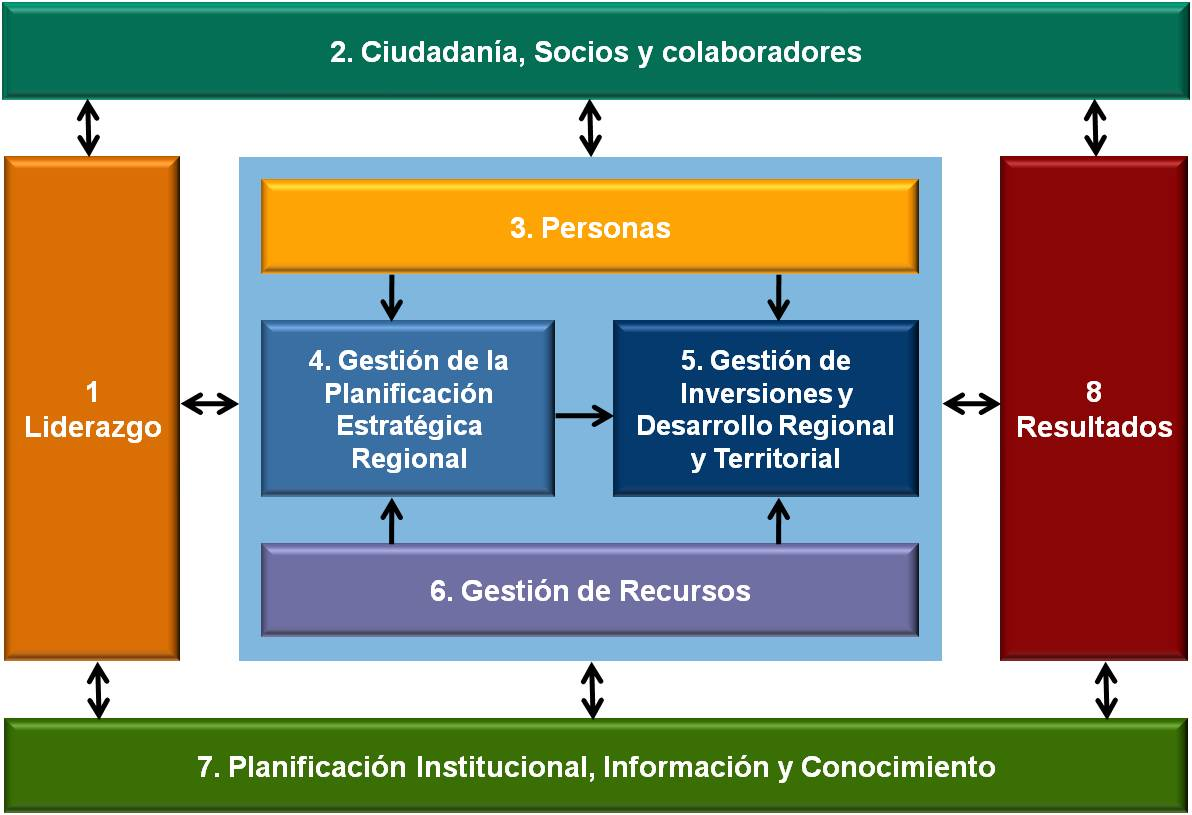 2. Ciudadanía, Socios y colaboradores
1
Liderazgo
3. Personas
4. Gestión de la
Planificación
Estratégica
Regional
5. Gestión de
Inversiones y
Desarrollo Regional
y Territorial
6. Gestión de Recursos
8
Resultados
7. Planificación Institucional, Información y Conocimiento